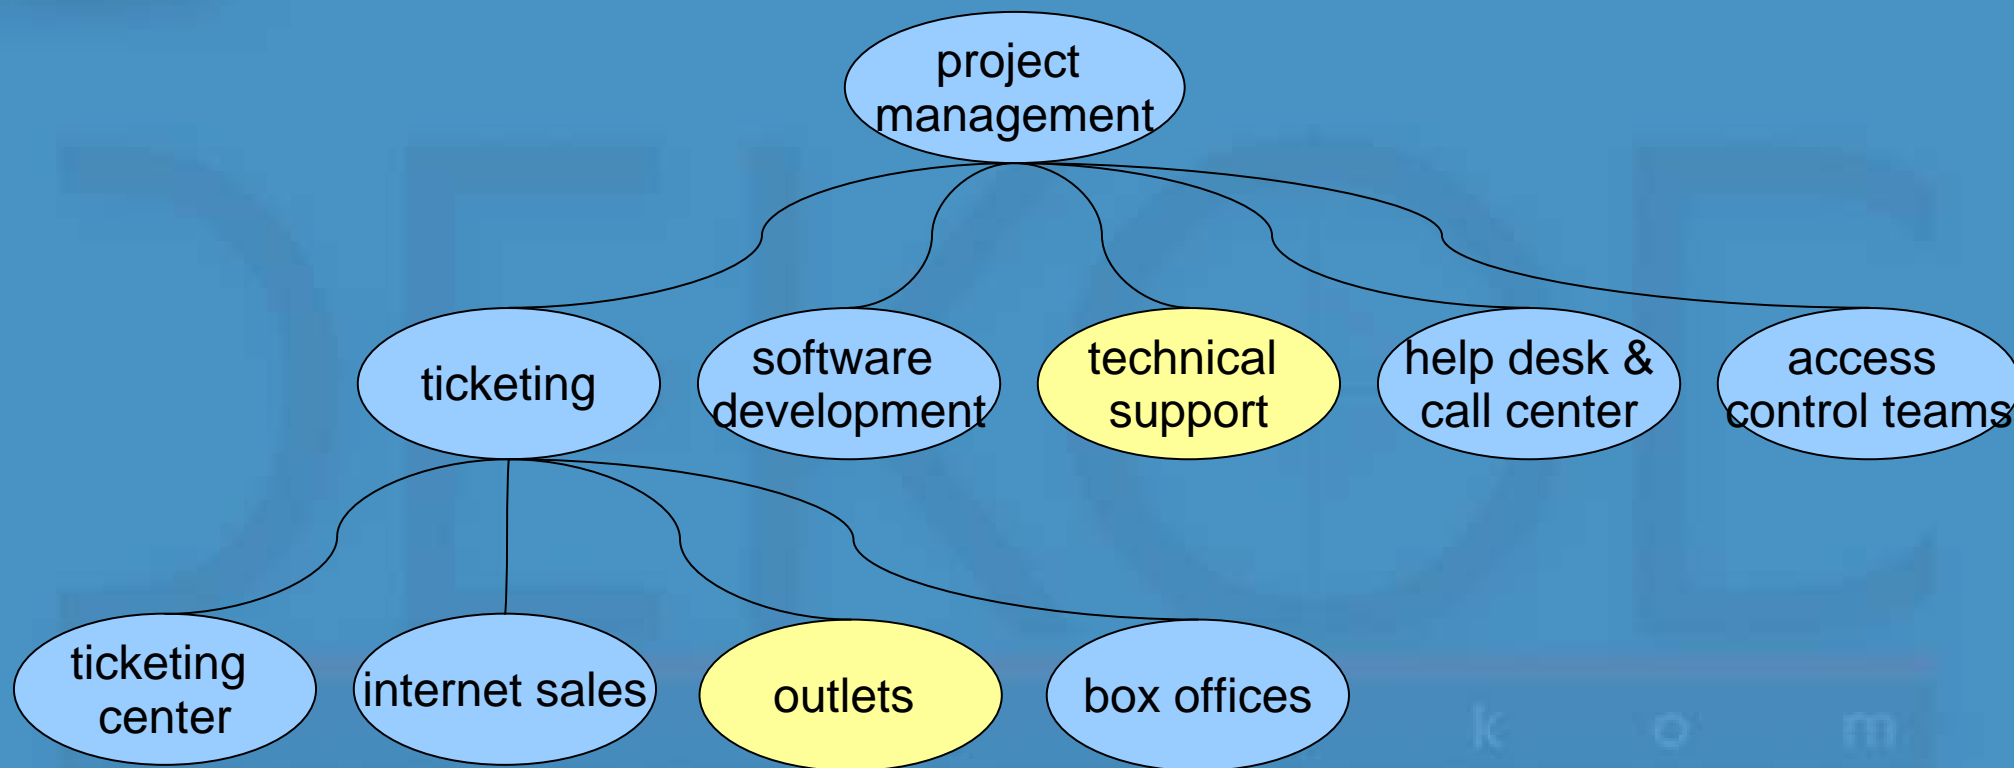 project
management
ticketing
software
development
technical
support
help desk &
call center
access
control teams
ticketing
center
internet sales
outlets
box offices
k o m